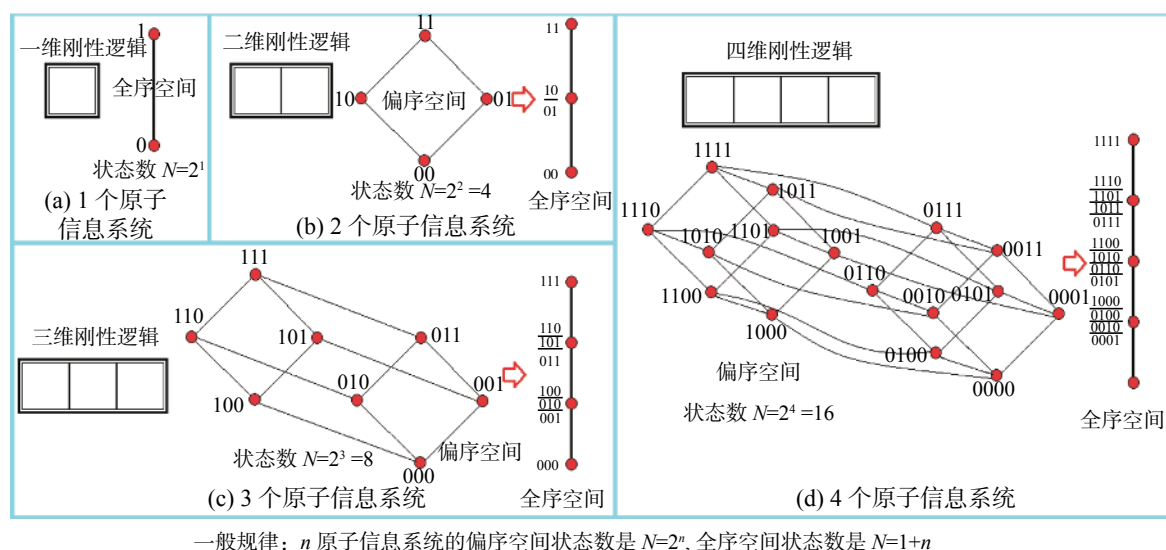 一维刚性逻辑
1
全序空间
0
状态数 N=2¹
(a) 1 个原子
信息系统
二维刚性逻辑
11
10
偏序空间
01
00
状态数 N=2² =4
(b) 2 个原子信息系统
11
10
01
00
全序空间
三维刚性逻辑
111
110
101
011
100
010
001
000
偏序空间
状态数 N=2³ =8
(c) 3 个原子信息系统
111
110
101
011
100
010
001
000
全序空间
四维刚性逻辑
1111
1011
1110
0111
1010
1101
1001
0011
0110
1100
0010
0101
0001
1000
0100
0000
偏序空间
状态数 N=2⁴ =16
(d) 4 个原子信息系统
1111
1110
1101
1011
0111
1100
1010
0110
0101
1000
0100
0010
0001
全序空间
一般规律：n 原子信息系统的偏序空间状态数是 N=2ⁿ, 全序空间状态数是 N=1+n